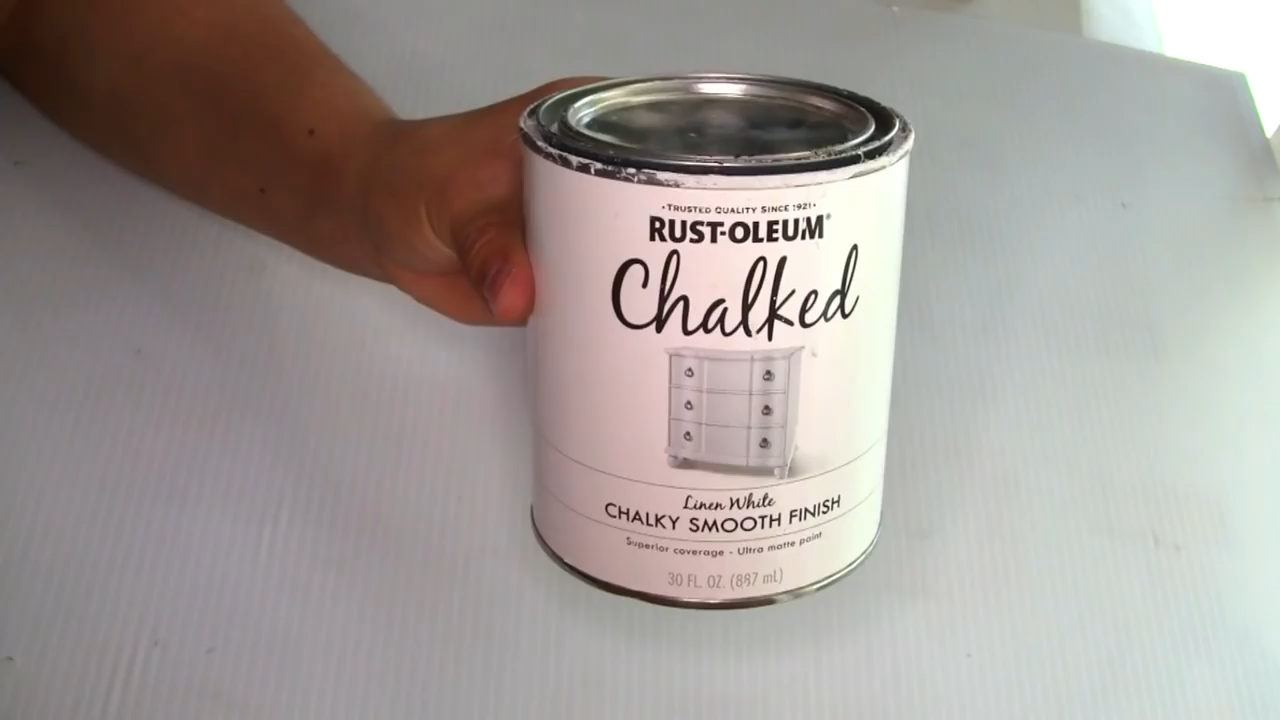 • TRUSTED QUALITY SINCE 1921 •
RUST-OLEUM®
Chalked
Linen White
CHALKY SMOOTH FINISH
Superior coverage - Ultra matte paint
30 FL. OZ. (887 mL)